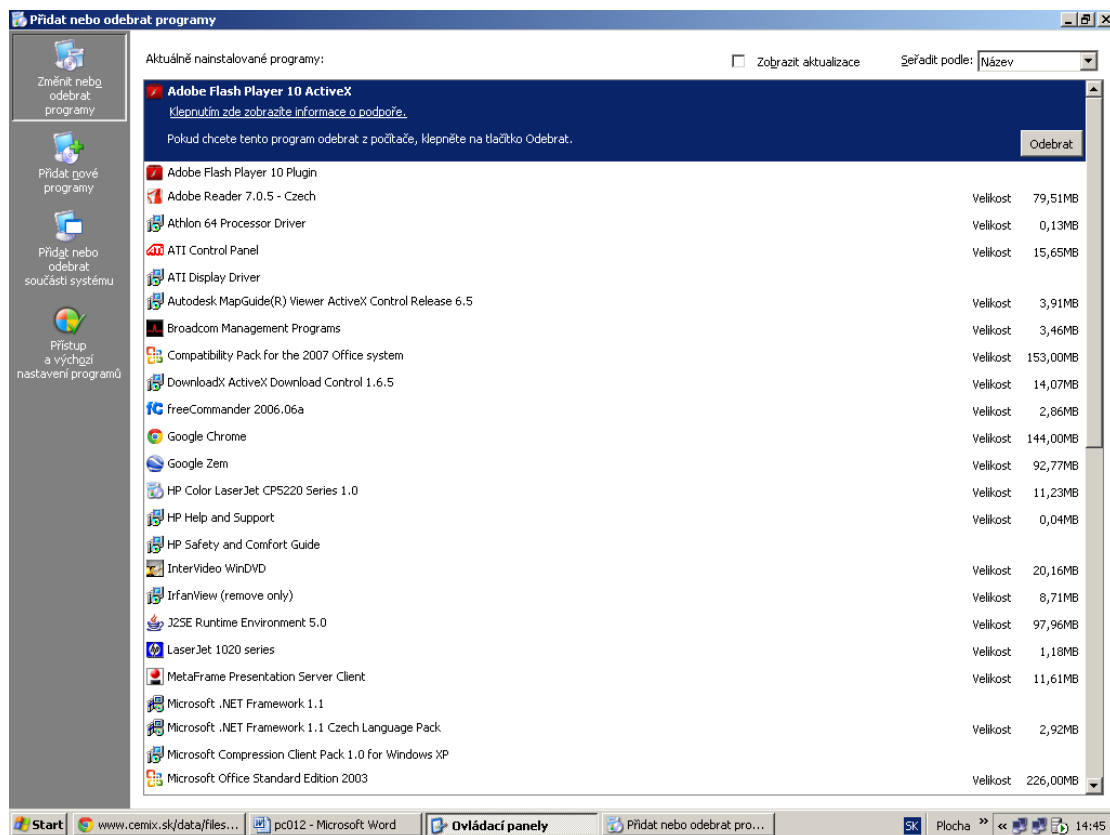 Přidat nebo odebrat programy
Změnit nebo
odebrat
programy
Přidat nové
programy
Přidat nebo
odebrat
součásti systému
Přístup
a výchozí
nastavení programů
Aktuálně nainstalované programy:
Zobrazit aktualizace
Seřadit podle: Název
Adobe Flash Player 10 ActiveX
Klepnutím zde zobrazíte informace o podpoře.
Pokud chcete tento program odebrat z počítače, klepněte na tlačítko Odebrat.
Odebrat
Adobe Flash Player 10 Plugin
Adobe Reader 7.0.5 - Czech Velikost 79,51MB
Athlon 64 Processor Driver Velikost 0,13MB
ATI Control Panel Velikost 15,65MB
ATI Display Driver
Autodesk MapGuide(R) Viewer ActiveX Control Release 6.5 Velikost 3,91MB
Broadcom Management Programs Velikost 3,46MB
Compatibility Pack for the 2007 Office system Velikost 153,00MB
DownloadX ActiveX Download Control 1.6.5 Velikost 14,07MB
freeCommander 2006.06a Velikost 2,86MB
Google Chrome Velikost 144,00MB
Google Zem Velikost 92,77MB
HP Color LaserJet CP5220 Series 1.0 Velikost 11,23MB
HP Help and Support Velikost 0,04MB
HP Safety and Comfort Guide
InterVideo WinDVD Velikost 20,16MB
IrfanView (remove only) Velikost 8,71MB
J2SE Runtime Environment 5.0 Velikost 97,96MB
LaserJet 1020 series Velikost 1,18MB
MetaFrame Presentation Server Client Velikost 11,61MB
Microsoft .NET Framework 1.1
Microsoft .NET Framework 1.1 Czech Language Pack Velikost 2,92MB
Microsoft Compression Client Pack 1.0 for Windows XP
Microsoft Office Standard Edition 2003 Velikost 226,00MB
Start www.cemix.sk/data/files... pc012 - Microsoft Word Ovládací panely Přidat nebo odebrat pro... SK Plocha » « 14:45